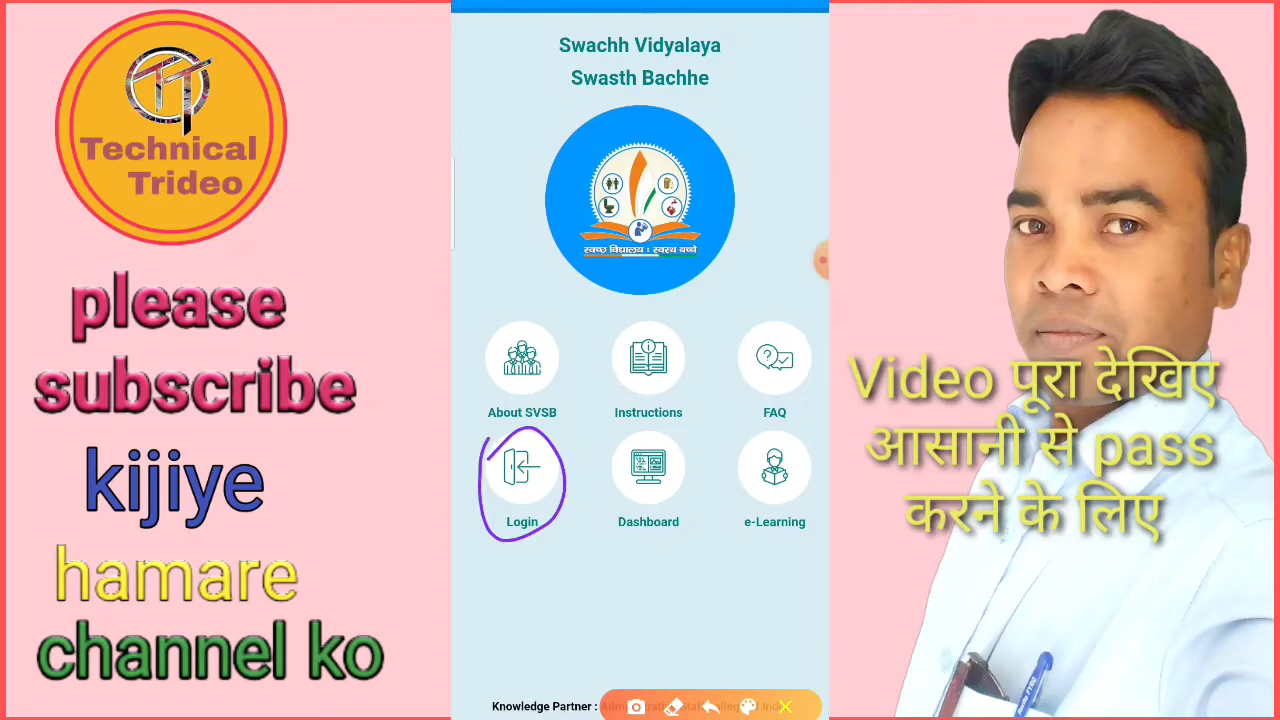 TT
Technical
Trideo
please
subscribe
kijiye
hamare
channel ko
Swachh Vidyalaya
Swasth Bachhe
स्वच्छ विद्यालय : स्वस्थ बच्चे
About SVSB
Instructions
FAQ
Login
Dashboard
e-Learning
Knowledge Partner :
Video पूरा देखिए
आसानी से pass
करने के लिए